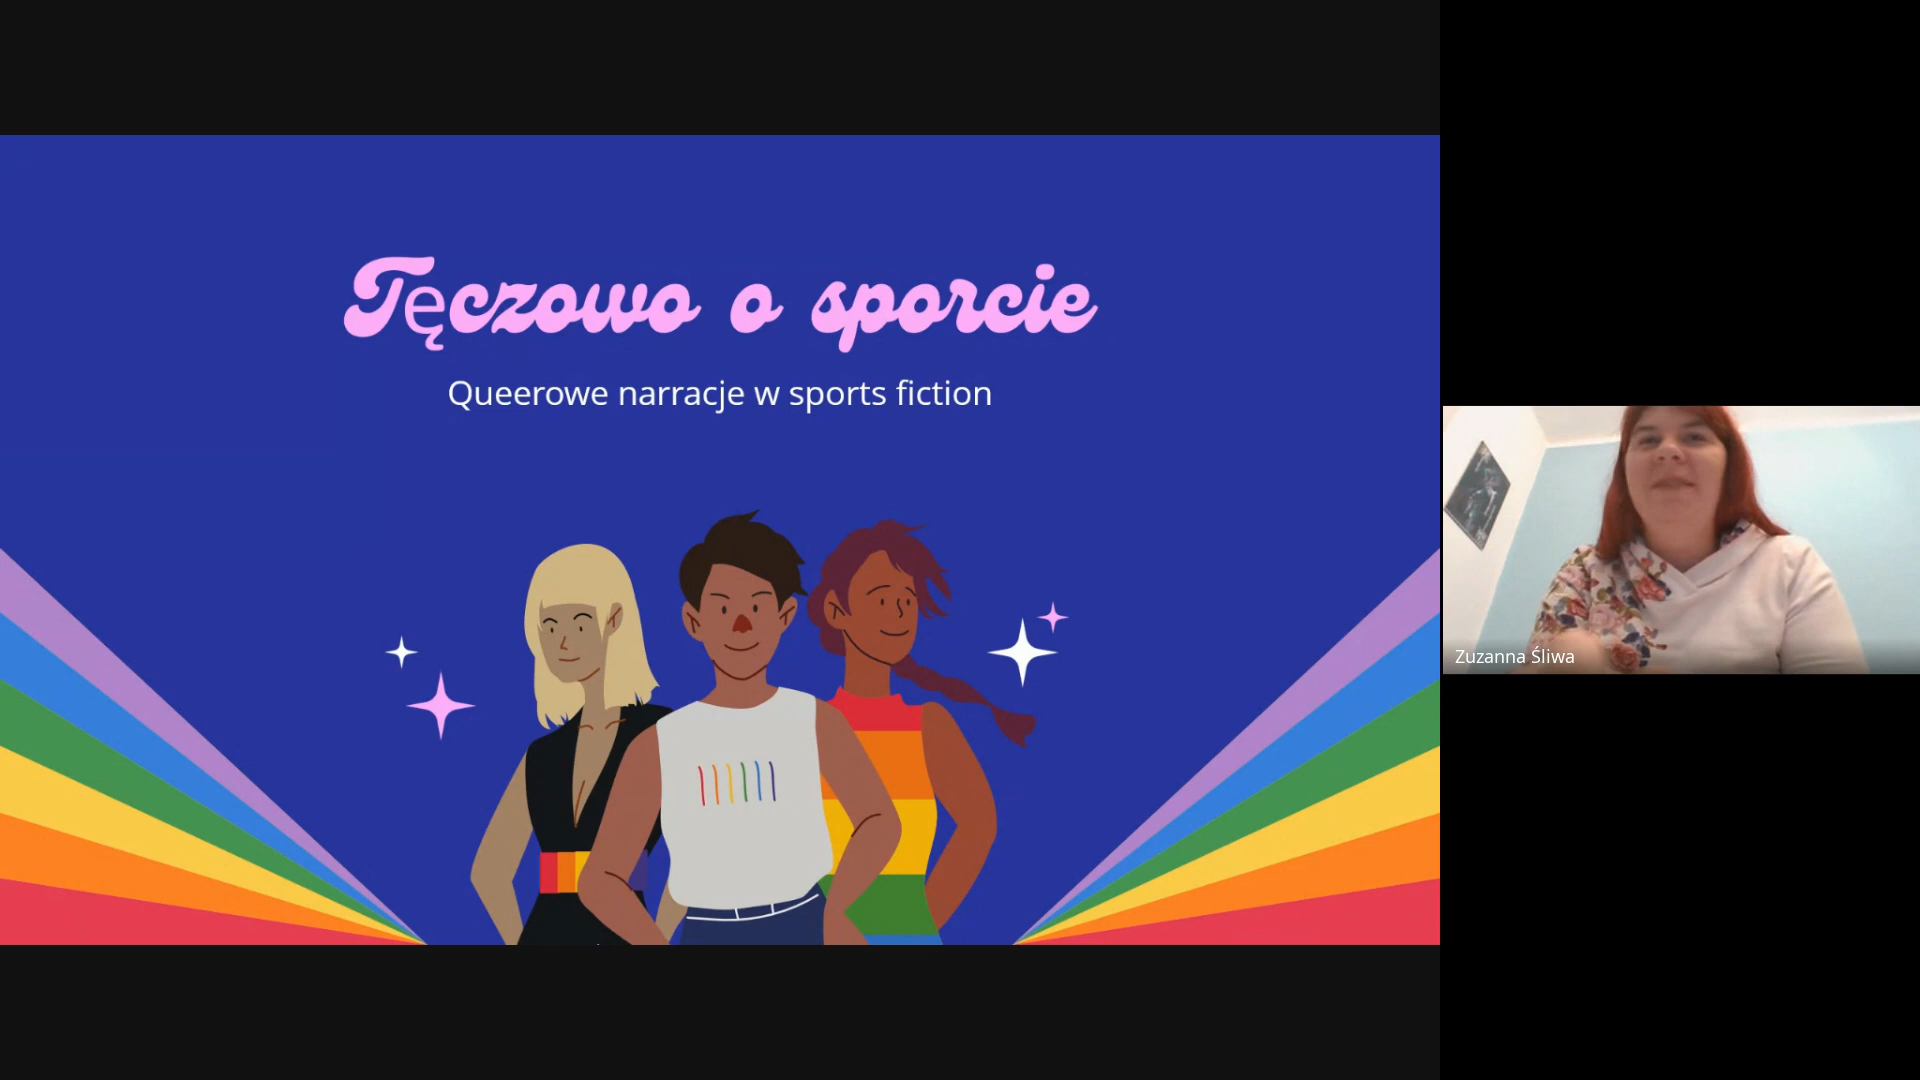 Tęczowo o sporcie
Queerowe narracje w sports fiction
Zuzanna Śliwa